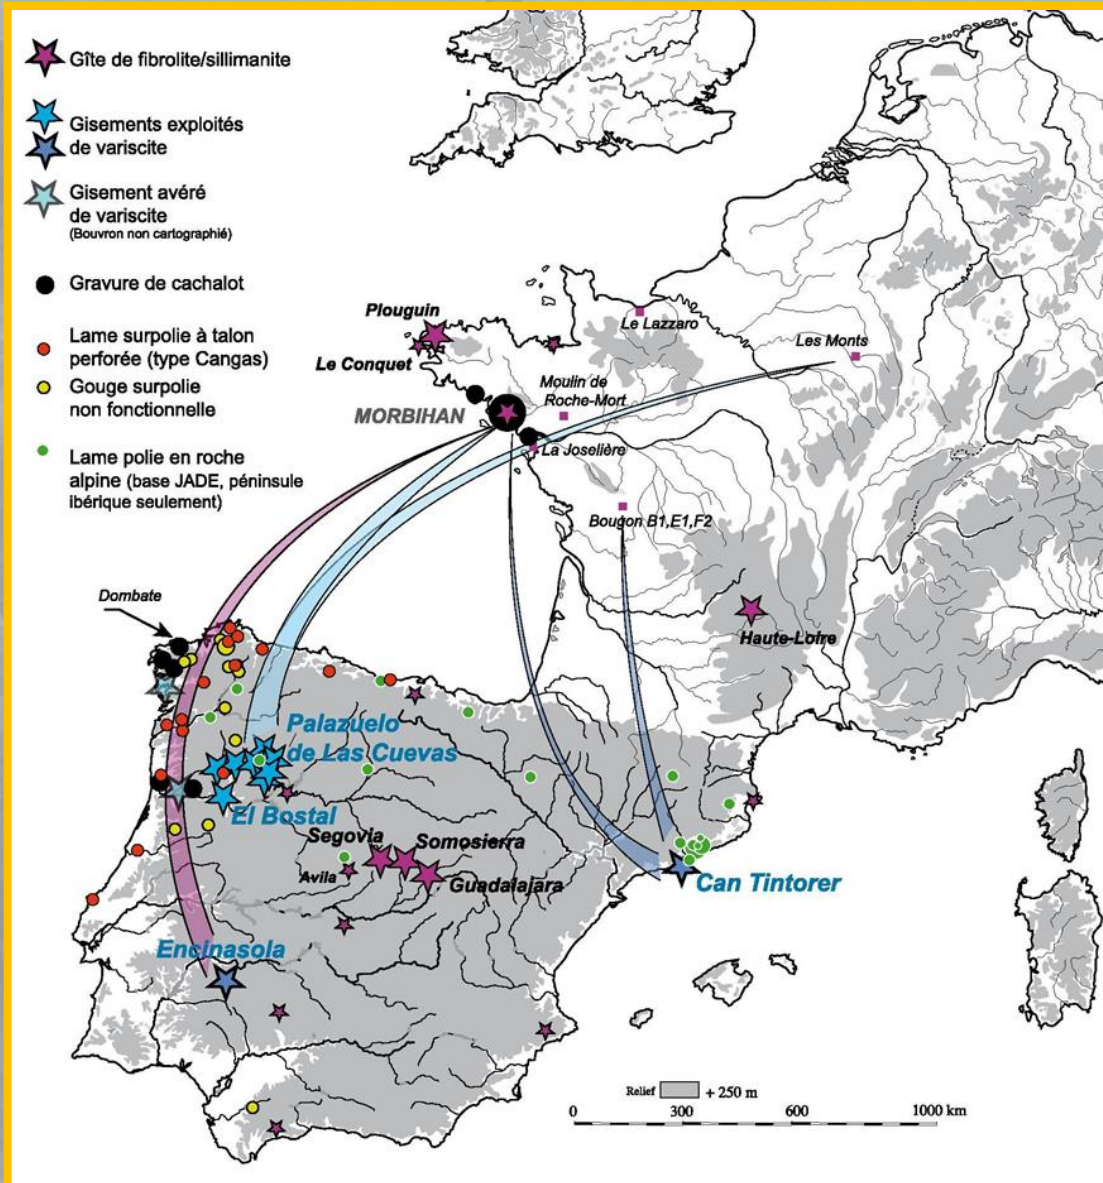 Gîte de fibrolite/sillimanite
Gisements exploités
de variscite
Gisement avéré
de variscite
(Bouvron non cartographié)
Gravure de cachalot
Lame surpolie à talon
perforée (type Cangas)
Gouge surpolie
non fonctionnelle
Lame polie en roche
alpine (base JADE, péninsule
ibérique seulement)
Plouguin
Le Conquet
Le Lazzaro
Les Monts
Moulin de
Roche-Mort
MORBIHAN
La Joselière
Bougon B1,E1,F2
Dombate
Haute-Loire
Palazuelo
de Las Cuevas
El Bostal
Segovia
Somosierra
Avila
Guadalajara
Can Tintorer
Encinasola
Relief
+ 250 m
0
300
600
1000 km